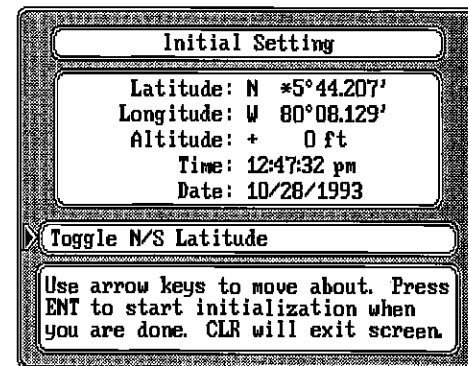 Initial Setting
Latitude: N *5°44.207'
Longitude: W 80°08.129'
Altitude: + 0 ft
Time: 12:47:32 pm
Date: 10/28/1993
Toggle N/S Latitude
Use arrow keys to move about. Press
ENT to start initialization when
you are done. CLR will exit screen.